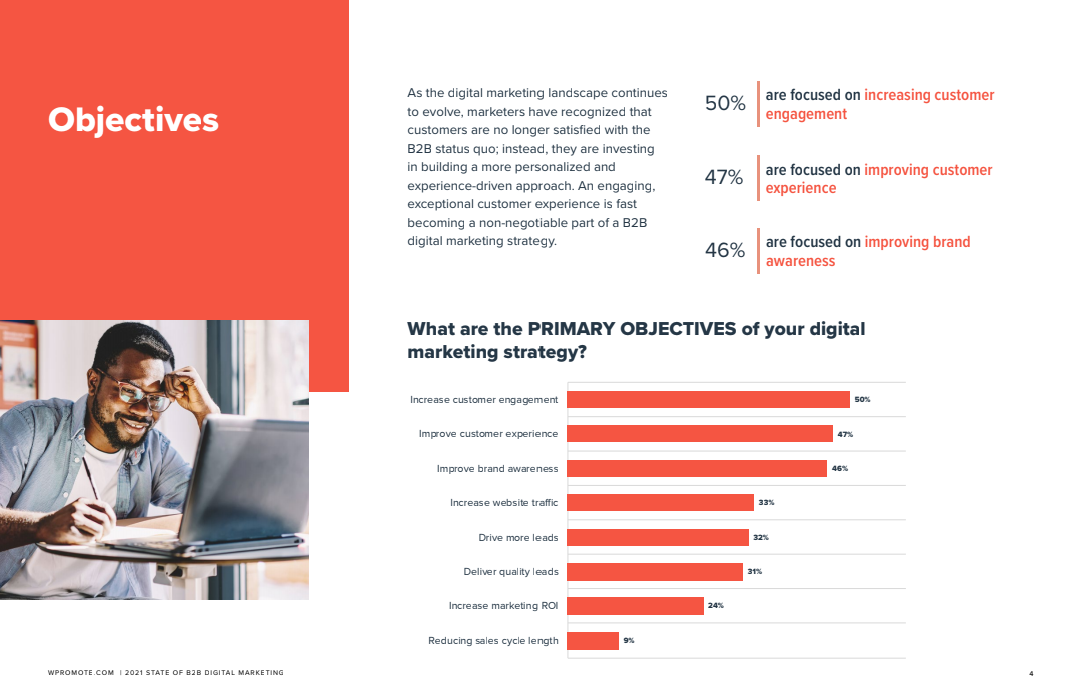 Objectives
As the digital marketing landscape continues
to evolve, marketers have recognized that
customers are no longer satisfied with the
B2B status quo; instead, they are investing
in building a more personalized and
experience-driven approach. An engaging,
exceptional customer experience is fast
becoming a non-negotiable part of a B2B
digital marketing strategy.
50%
are focused on increasing customer
engagement
47%
are focused on improving customer
experience
46%
are focused on improving brand
awareness
What are the PRIMARY OBJECTIVES of your digital
marketing strategy?
Increase customer engagement 50%
Improve customer experience 47%
Improve brand awareness 46%
Increase website traffic 33%
Drive more leads 32%
Deliver quality leads 31%
Increase marketing ROI 24%
Reducing sales cycle length 9%
WPROMOTE.COM | 2021 STATE OF B2B DIGITAL MARKETING
4